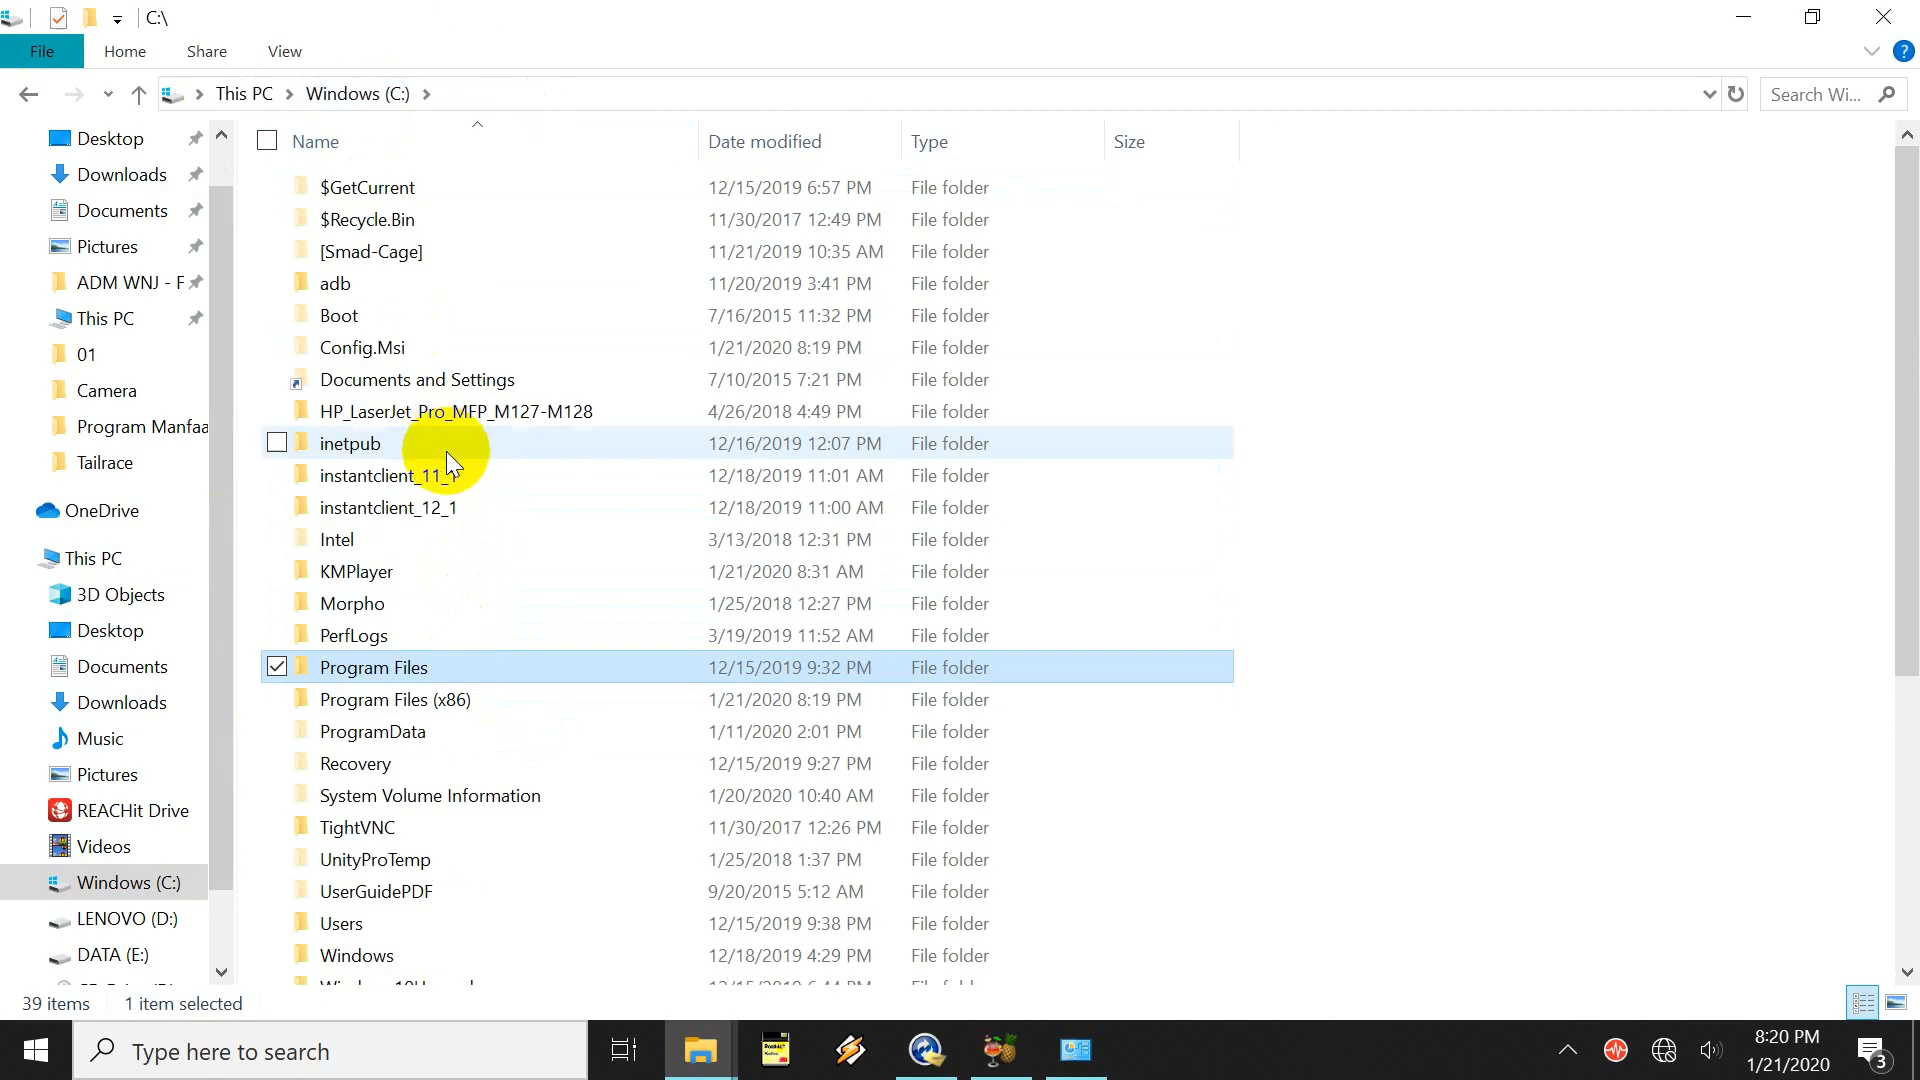 C:\
File Home Share View
This PC Windows (C:) Search Wi...
Name Date modified Type Size
Desktop
Downloads
Documents
Pictures
ADM WNJ - F
This PC
01
Camera
Program Manfaa
Tailrace
OneDrive
This PC
3D Objects
Desktop
Documents
Downloads
Music
Pictures
REACHit Drive
Videos
Windows (C:)
LENOVO (D:)
DATA (E:)
$GetCurrent 12/15/2019 6:57 PM File folder
$Recycle.Bin 11/30/2017 12:49 PM File folder
[Smad-Cage] 11/21/2019 10:35 AM File folder
adb 11/20/2019 3:41 PM File folder
Boot 7/16/2015 11:32 PM File folder
Config.Msi 1/21/2020 8:19 PM File folder
Documents and Settings 7/10/2015 7:21 PM File folder
HP_LaserJet_Pro_MFP_M127-M128 4/26/2018 4:49 PM File folder
inetpub 12/16/2019 12:07 PM File folder
instantclient_11_1 12/18/2019 11:01 AM File folder
instantclient_12_1 12/18/2019 11:00 AM File folder
Intel 3/13/2018 12:31 PM File folder
KMPlayer 1/21/2020 8:31 AM File folder
Morpho 1/25/2018 12:27 PM File folder
PerfLogs 3/19/2019 11:52 AM File folder
Program Files 12/15/2019 9:32 PM File folder
Program Files (x86) 1/21/2020 8:19 PM File folder
ProgramData 1/11/2020 2:01 PM File folder
Recovery 12/15/2019 9:27 PM File folder
System Volume Information 1/20/2020 10:40 AM File folder
TightVNC 11/30/2017 12:26 PM File folder
UnityProTemp 1/25/2018 1:37 PM File folder
UserGuidePDF 9/20/2015 5:12 AM File folder
Users 12/15/2019 9:38 PM File folder
Windows 12/18/2019 4:29 PM File folder
39 items 1 item selected
Type here to search
8:20 PM
1/21/2020
3